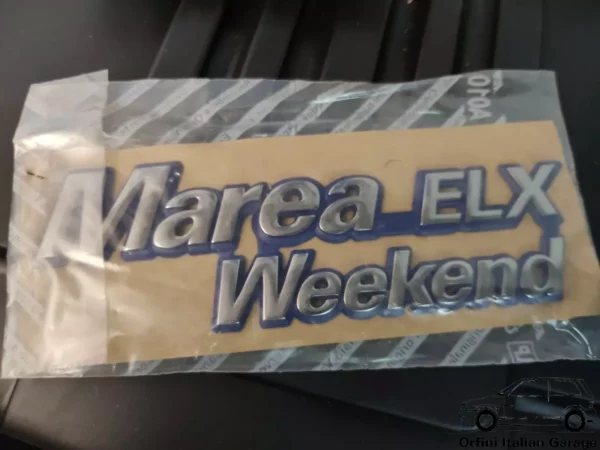 Marea ELX
Weekend
Orfini Italian Garage